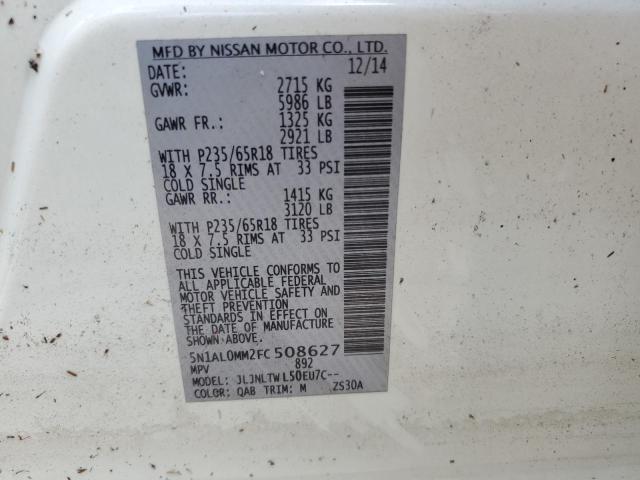 MFD BY NISSAN MOTOR CO., LTD.
DATE: 12/14
GVWR: 2715 KG
5986 LB
GAWR FR.: 1325 KG
2921 LB
WITH P235/65R18 TIRES
18 X 7.5 RIMS AT 33 PSI
COLD SINGLE
GAWR RR.: 1415 KG
3120 LB
WITH P235/65R18 TIRES
18 X 7.5 RIMS AT 33 PSI
COLD SINGLE
THIS VEHICLE CONFORMS TO
ALL APPLICABLE FEDERAL
MOTOR VEHICLE SAFETY AND
THEFT PREVENTION
STANDARDS IN EFFECT ON
THE DATE OF MANUFACTURE
SHOWN ABOVE.
5N1AL0MM2FC508627
MPV 892
MODEL: JLJNLTWL50EU7C--
COLOR: QAB TRIM: M ZS30A